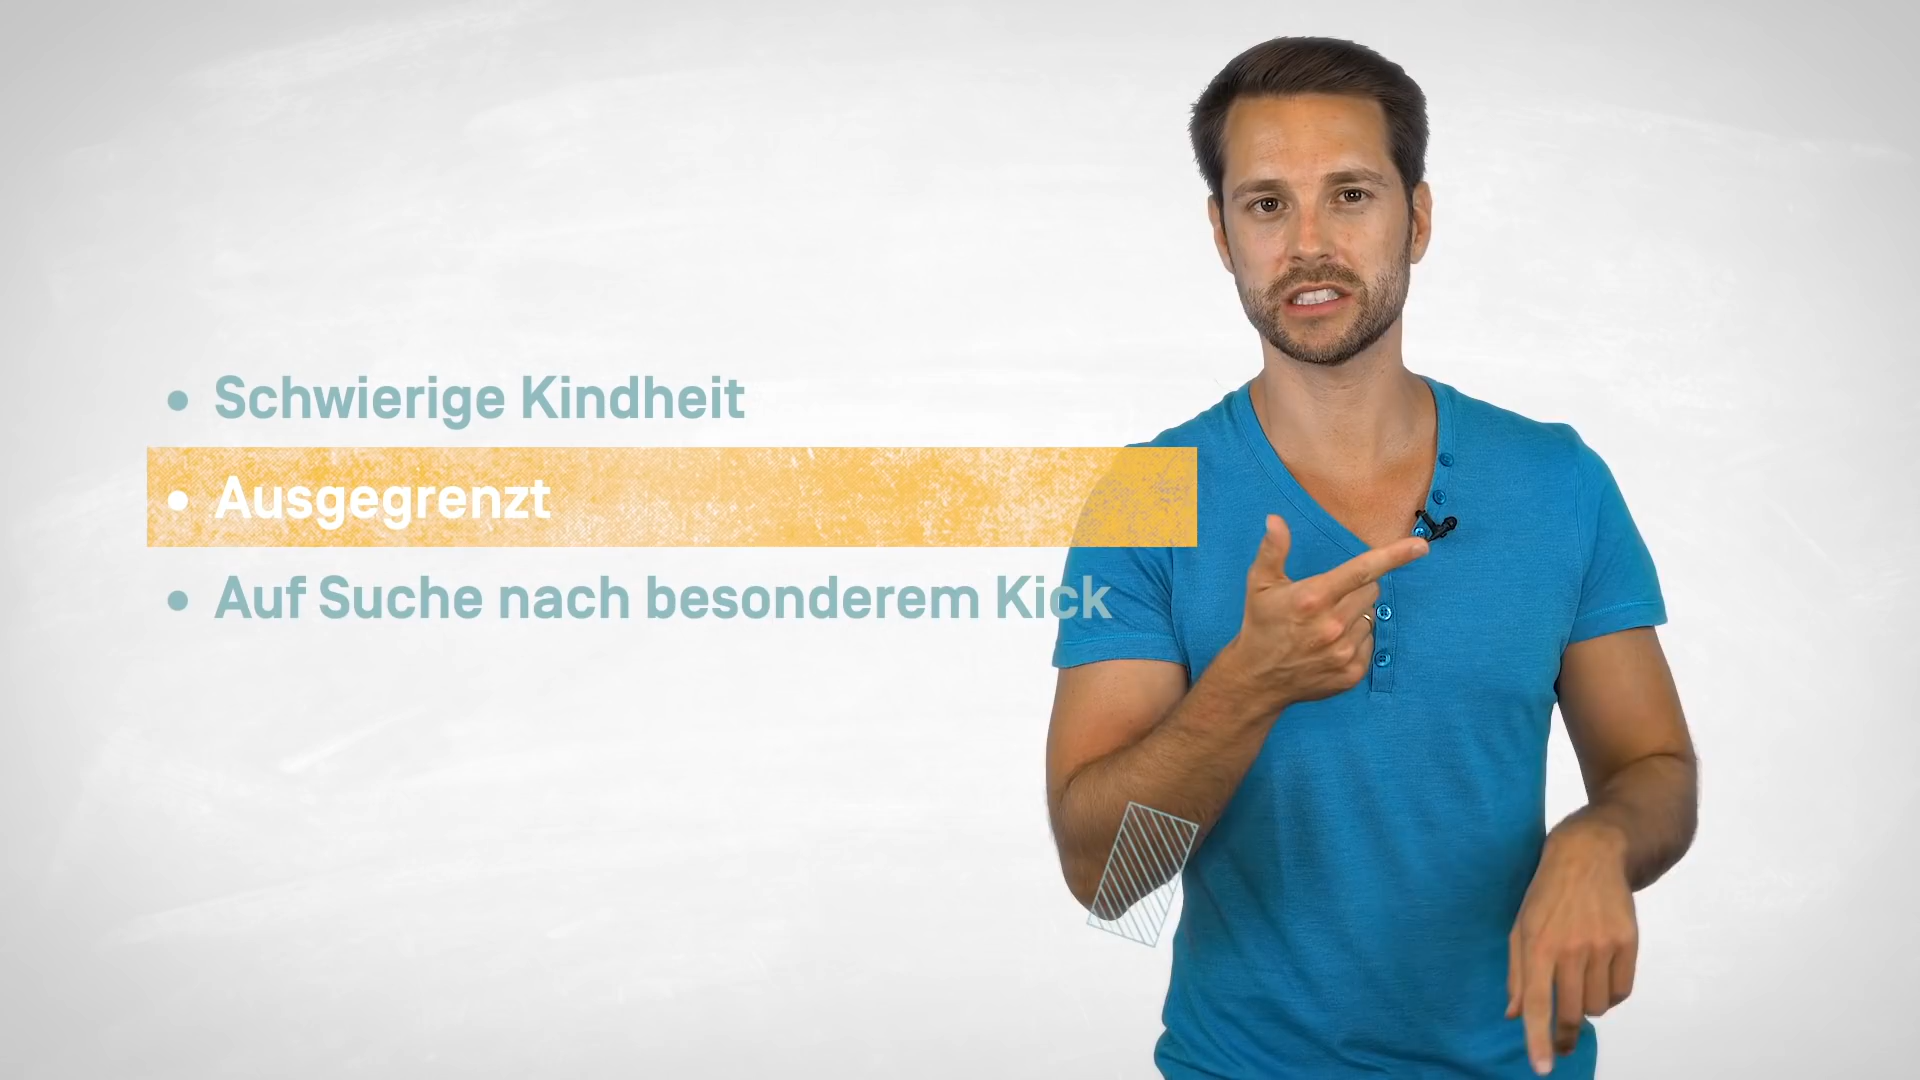 • Schwierige Kindheit
• Ausgegrenzt
• Auf Suche nach besonderem Kick